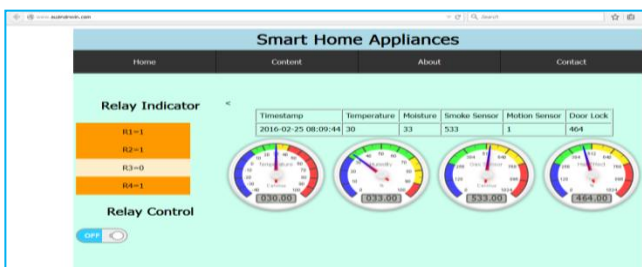 Search
Smart Home Appliances
Home Content About Contact
Relay Indicator <
Timestamp Temperature Moisture Smoke Sensor Motion Sensor Door Lock
2016-02-25 08:09:44 30 33 533 1 464
R1=1
R2=1
R3=0
R4=1
030.00 033.00 533.00 464.00
Relay Control
OFF